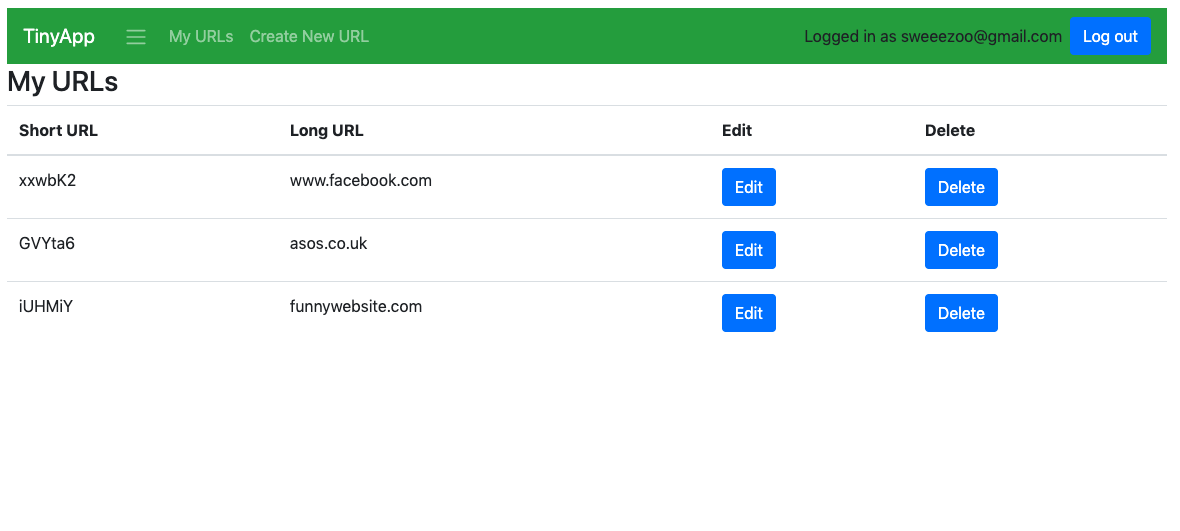 TinyApp My URLs Create New URL Logged in as sweeezoo@gmail.com Log out
My URLs
Short URL Long URL Edit Delete
xxwbK2 www.facebook.com Edit Delete
GVYta6 asos.co.uk Edit Delete
iUHMiY funnywebsite.com Edit Delete